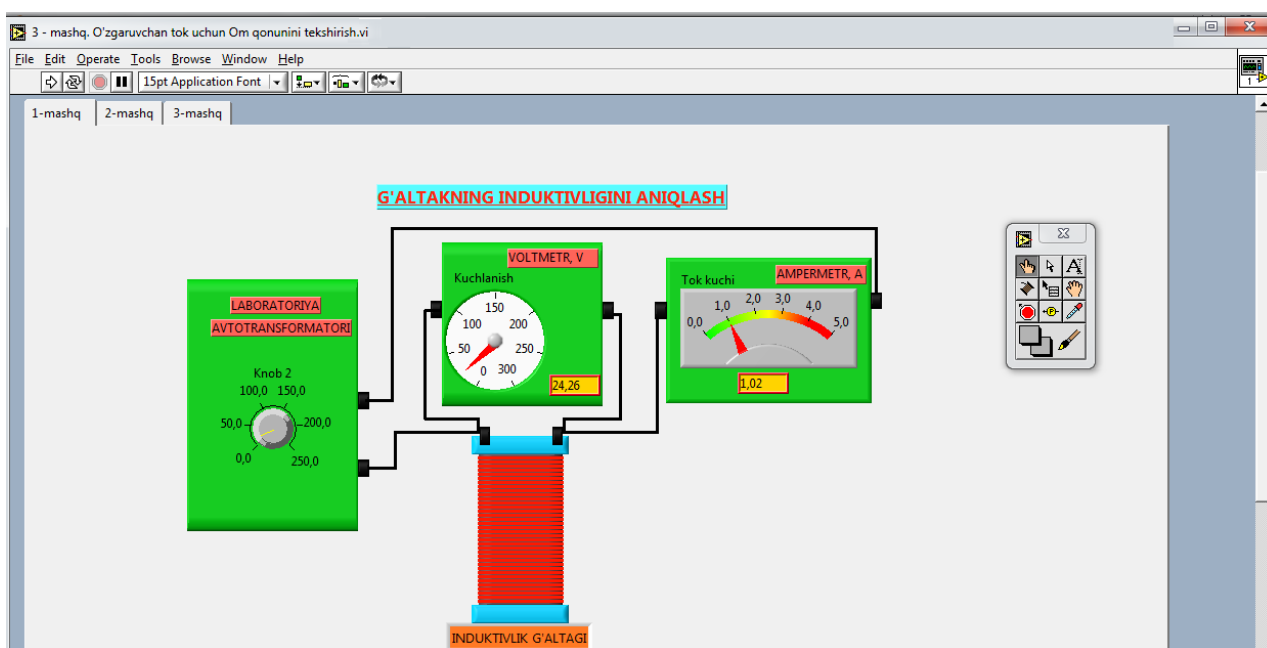 3 - mashq. O'zgaruvchan tok uchun Om qonunini tekshirish.vi
File Edit Operate Tools Browse Window Help
15pt Application Font
1
1-mashq 2-mashq 3-mashq
G'ALTAKNING INDUKTIVLIGINI ANIQLASH
LABORATORIYA
AVTOTRANSFORMATORI
Knob 2
100,0 150,0
50,0 200,0
0,0 250,0
VOLTMETR, V
Kuchlanish
150
100 200
50 250
0 300
24,26
AMPERMETR, A
Tok kuchi
2,0 3,0
1,0 4,0
0,0 5,0
1,02
A
INDUKTIVLIK G'ALTAGI